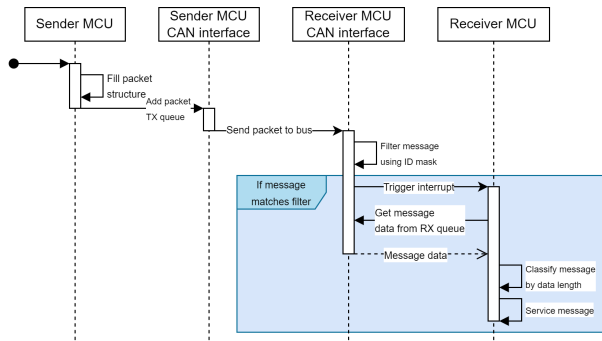 Sender MCU
Sender MCU
CAN interface
Receiver MCU
CAN interface
Receiver MCU
Fill packet
structure
Add packet
TX queue
Send packet to bus
Filter message
using ID mask
If message
matches filter
Trigger interrupt
Get message
data from RX queue
Message data
Classify message
by data length
Service message